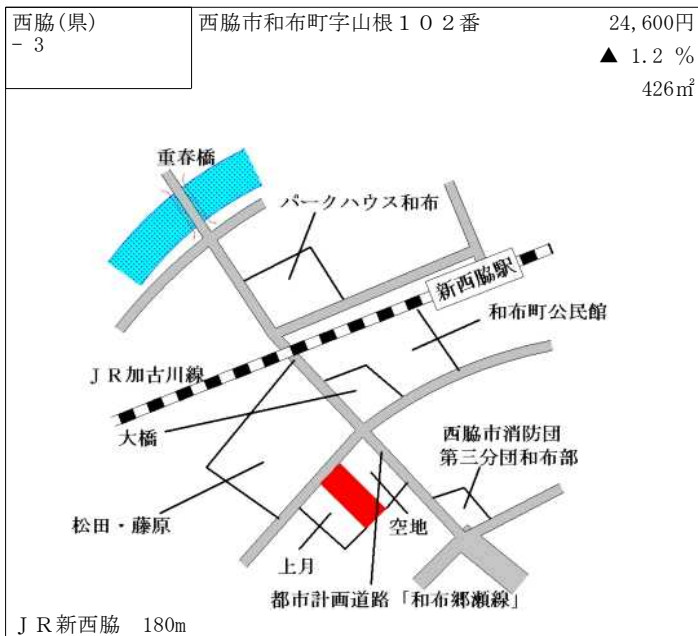 西脇(県)
- 3
西脇市和布町字山根１０２番
24,600円
▲ 1.2 %
426㎡
重春橋
パークハウス和布
新西脇駅
和布町公民館
ＪＲ加古川線
大橋
西脇市消防団
第三分団和布部
松田・藤原
空地
上月
都市計画道路「和布郷瀬線」
ＪＲ新西脇　180m